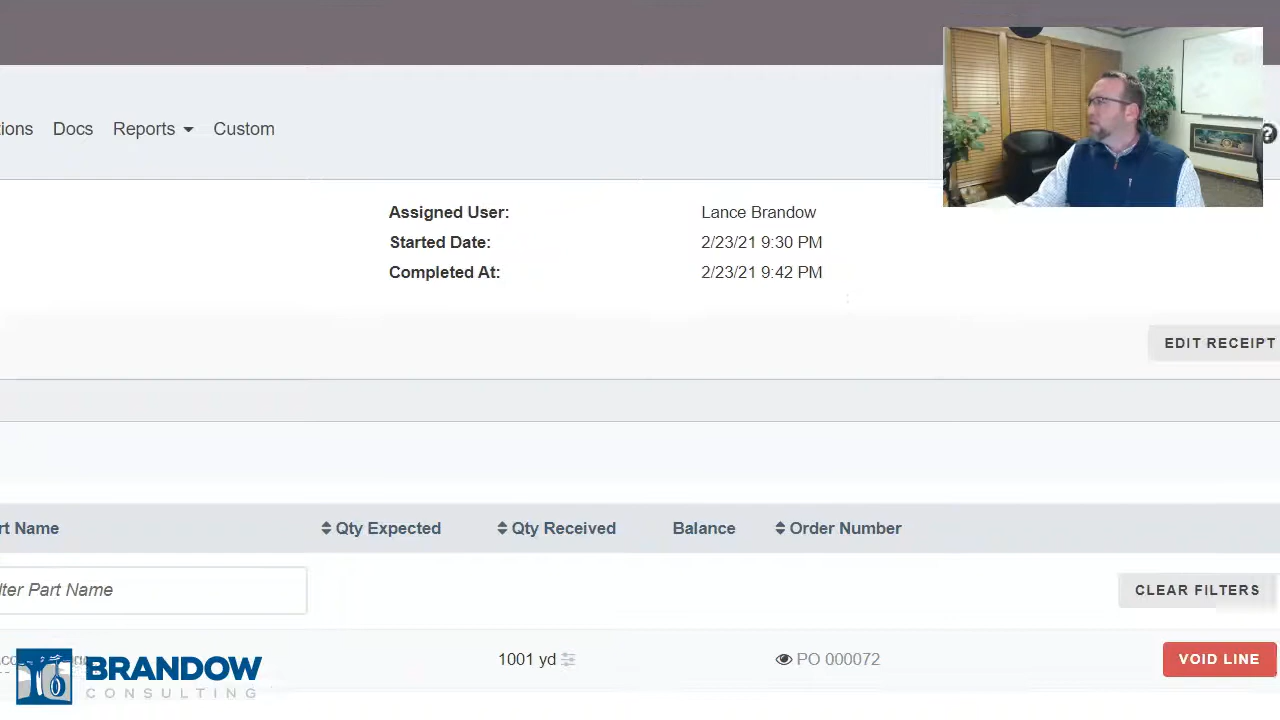 tions Docs Reports Custom
?
Assigned User: Lance Brandow
Started Date: 2/23/21 9:30 PM
Completed At: 2/23/21 9:42 PM
EDIT RECEIPT
rt Name Qty Expected Qty Received Balance Order Number
lter Part Name CLEAR FILTERS
1001 yd PO 000072 VOID LINE
BRANDOW
CONSULTING